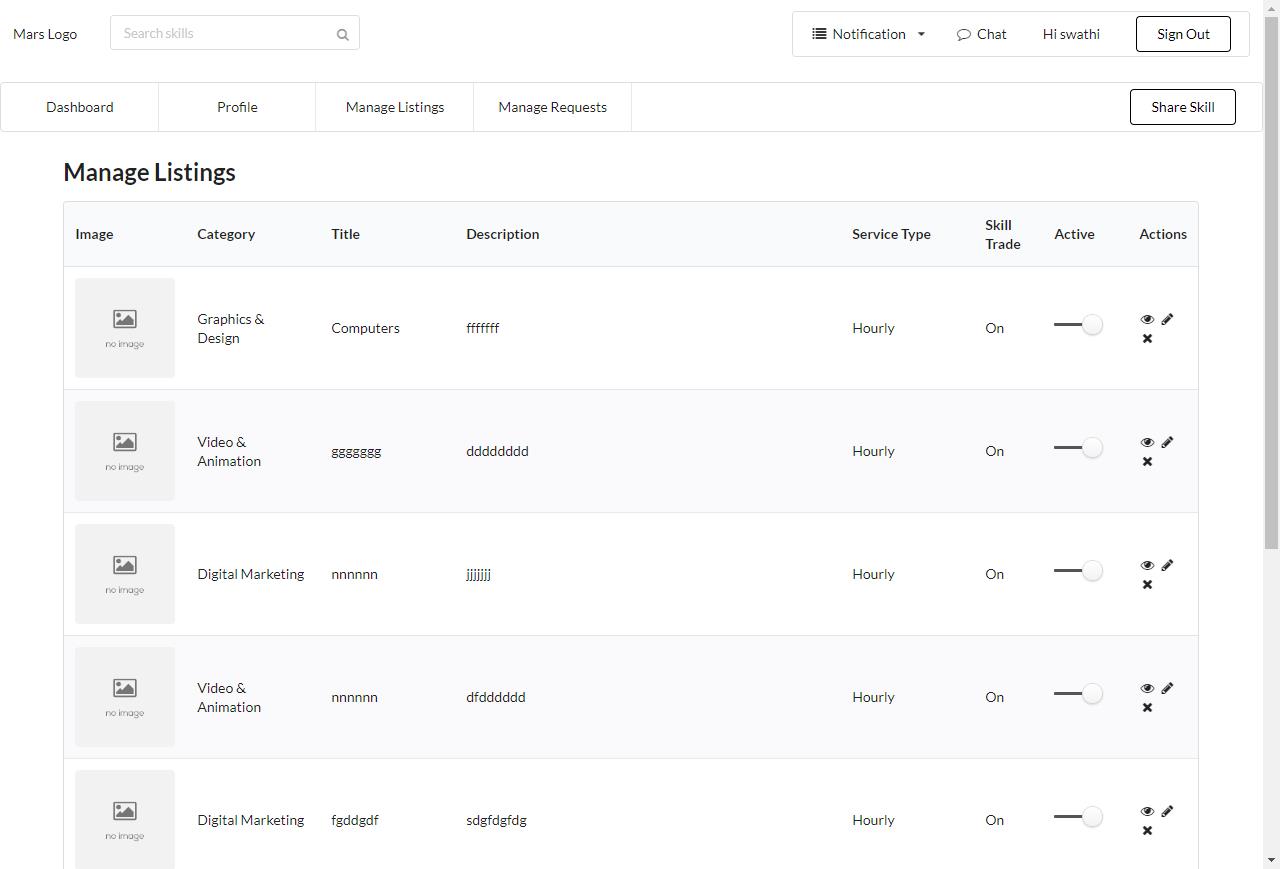 Mars Logo
Search skills
Notification
Chat
Hi swathi
Sign Out
Dashboard
Profile
Manage Listings
Manage Requests
Share Skill
Manage Listings
Image
Category
Title
Description
Service Type
Skill
Trade
Active
Actions
no image
Graphics &
Design
Computers
fffffff
Hourly
On
no image
Video &
Animation
ggggggg
dddddddd
Hourly
On
no image
Digital Marketing
nnnnnn
jjjjjjj
Hourly
On
no image
Video &
Animation
nnnnnn
dfdddddd
Hourly
On
no image
Digital Marketing
fgddgdf
sdgfdgfdg
Hourly
On